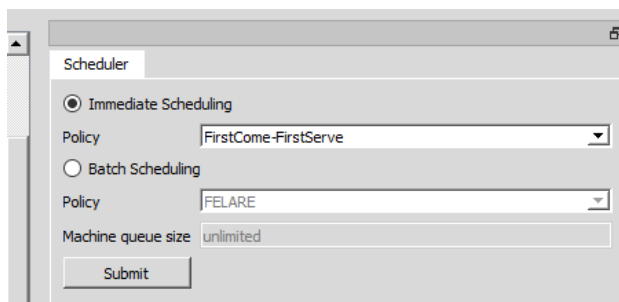 Scheduler
Immediate Scheduling
Policy FirstCome-FirstServe
Batch Scheduling
Policy FELARE
Machine queue size unlimited
Submit